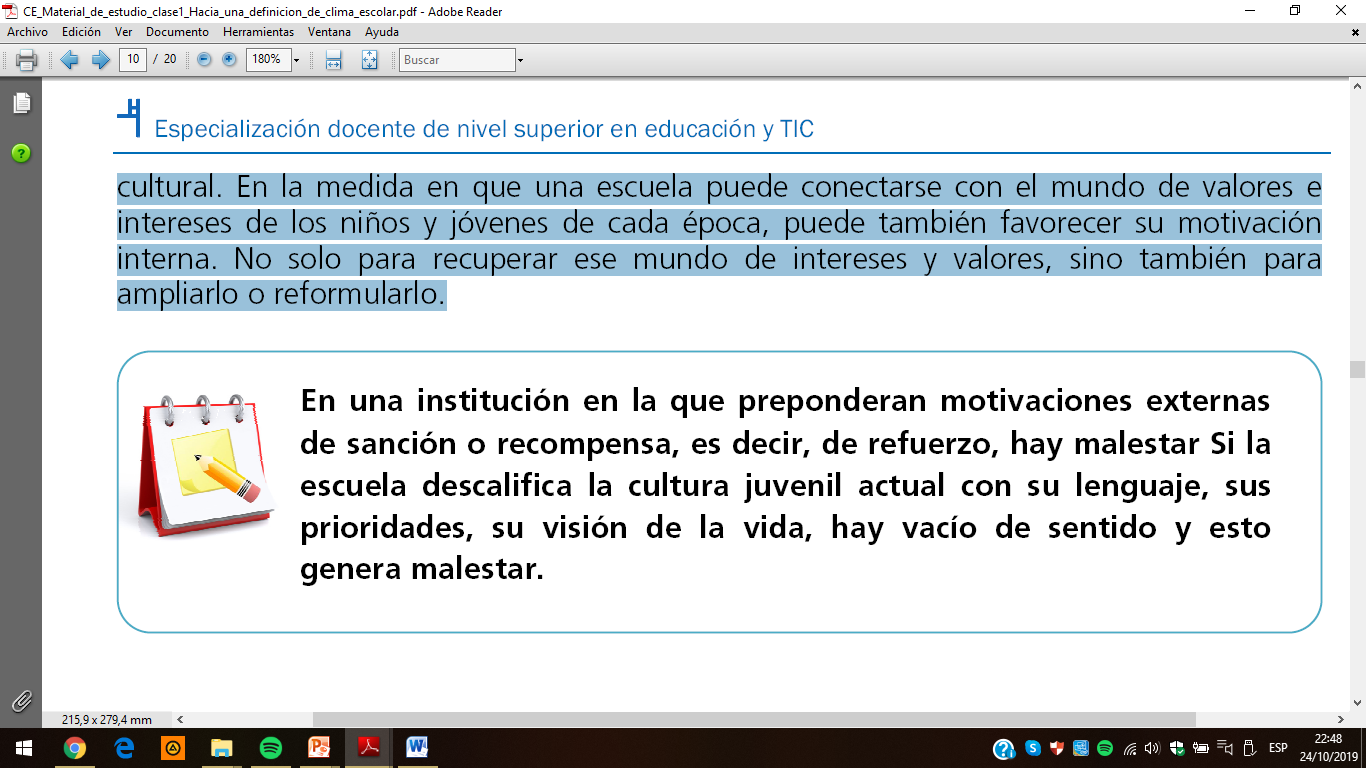 CE_Material_de_estudio_clase1_Hacia_una_definicion_de_clima_escolar.pdf - Adobe Reader
Archivo Edición Ver Documento Herramientas Ventana Ayuda
10 / 20 180% Buscar
Especialización docente de nivel superior en educación y TIC
cultural. En la medida en que una escuela puede conectarse con el mundo de valores e
intereses de los niños y jóvenes de cada época, puede también favorecer su motivación
interna. No solo para recuperar ese mundo de intereses y valores, sino también para
ampliarlo o reformularlo.
En una institución en la que preponderan motivaciones externas
de sanción o recompensa, es decir, de refuerzo, hay malestar Si la
escuela descalifica la cultura juvenil actual con su lenguaje, sus
prioridades, su visión de la vida, hay vacío de sentido y esto
genera malestar.
215,9 x 279,4 mm
ESP
22:48
24/10/2019